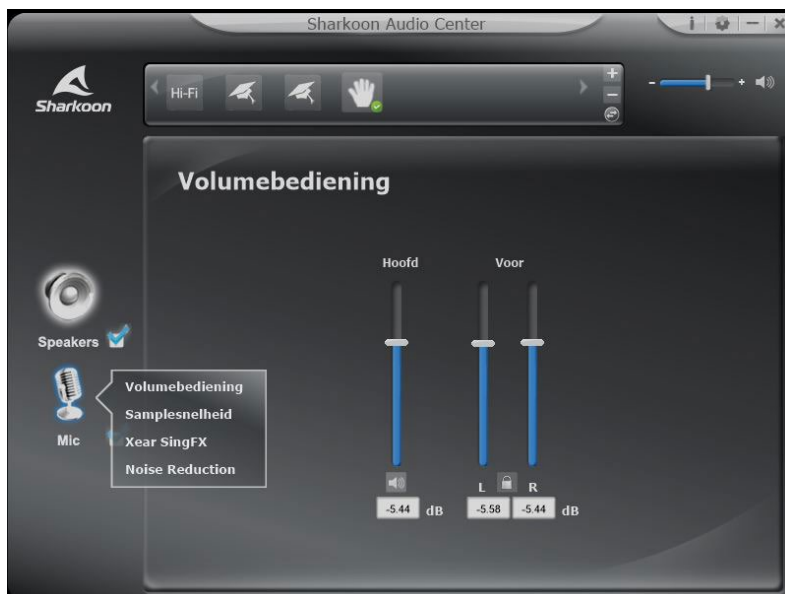 Sharkoon Audio Center
i
Sharkoon
Hi-Fi
- +
Volumebediening
Hoofd Voor
Speakers
Mic
Volumebediening
Samplesnelheid
Xear SingFX
Noise Reduction
L R
-5.44 dB -5.58 -5.44 dB